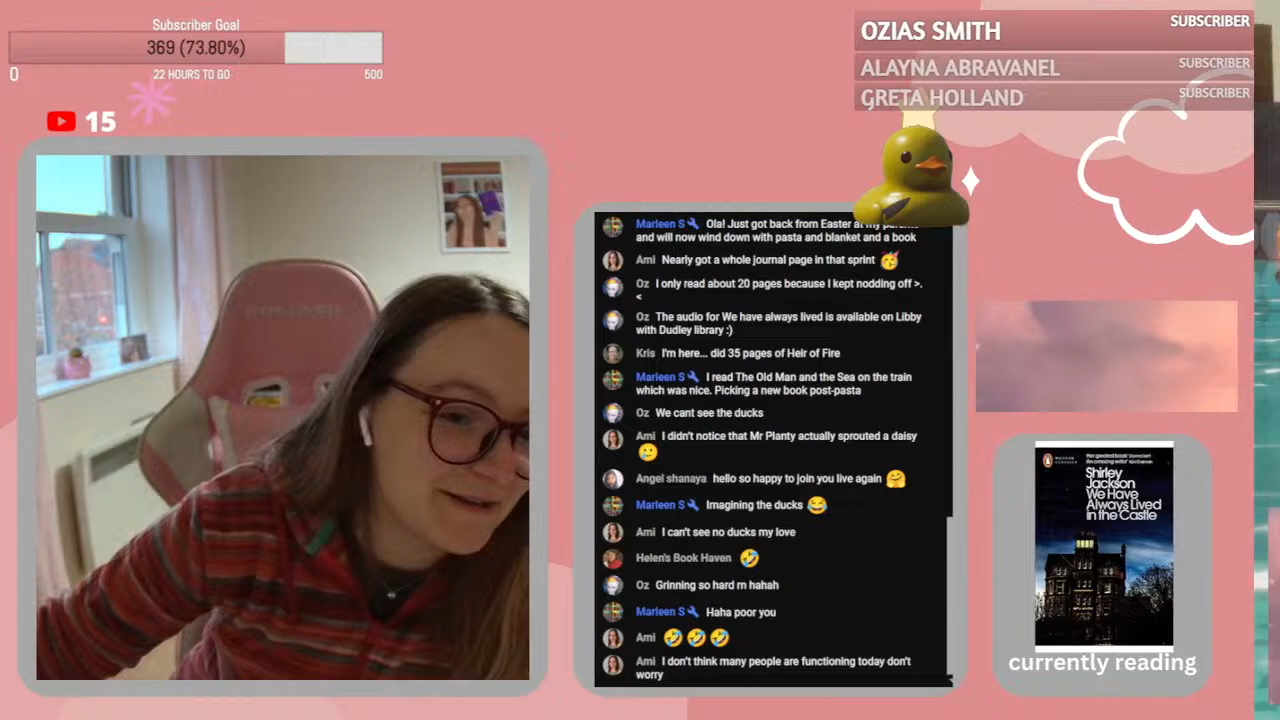 Subscriber Goal
369 (73.80%)
0
22 HOURS TO GO
500
15
OZIAS SMITH
SUBSCRIBER
ALAYNA ABRAVANEL
SUBSCRIBER
GRETA HOLLAND
SUBSCRIBER
Marleen S Ola! Just got back from Easter at my
and will now wind down with pasta and blanket and a book
Ami Nearly got a whole journal page in that sprint 🥳
Oz I only read about 20 pages because I kept nodding off >.
<
Oz The audio for We have always lived is available on Libby
with Dudley library :)
Kris I'm here... did 35 pages of Heir of Fire
Marleen S I read The Old Man and the Sea on the train
which was nice. Picking a new book post-pasta
Oz We cant see the ducks
Ami I didn't notice that Mr Planty actually sprouted a daisy
🥲
Angel shanaya hello so happy to join you live again 🤗
Marleen S Imagining the ducks 😂
Ami I can't see no ducks my love
Helen's Book Haven 🤣
Oz Grinning so hard rn hahah
Marleen S Haha poor you
Ami 🤣🤣🤣
Ami I don't think many people are functioning today don't
worry
Shirley
Jackson
We Have
Always Lived
in the Castle
currently reading